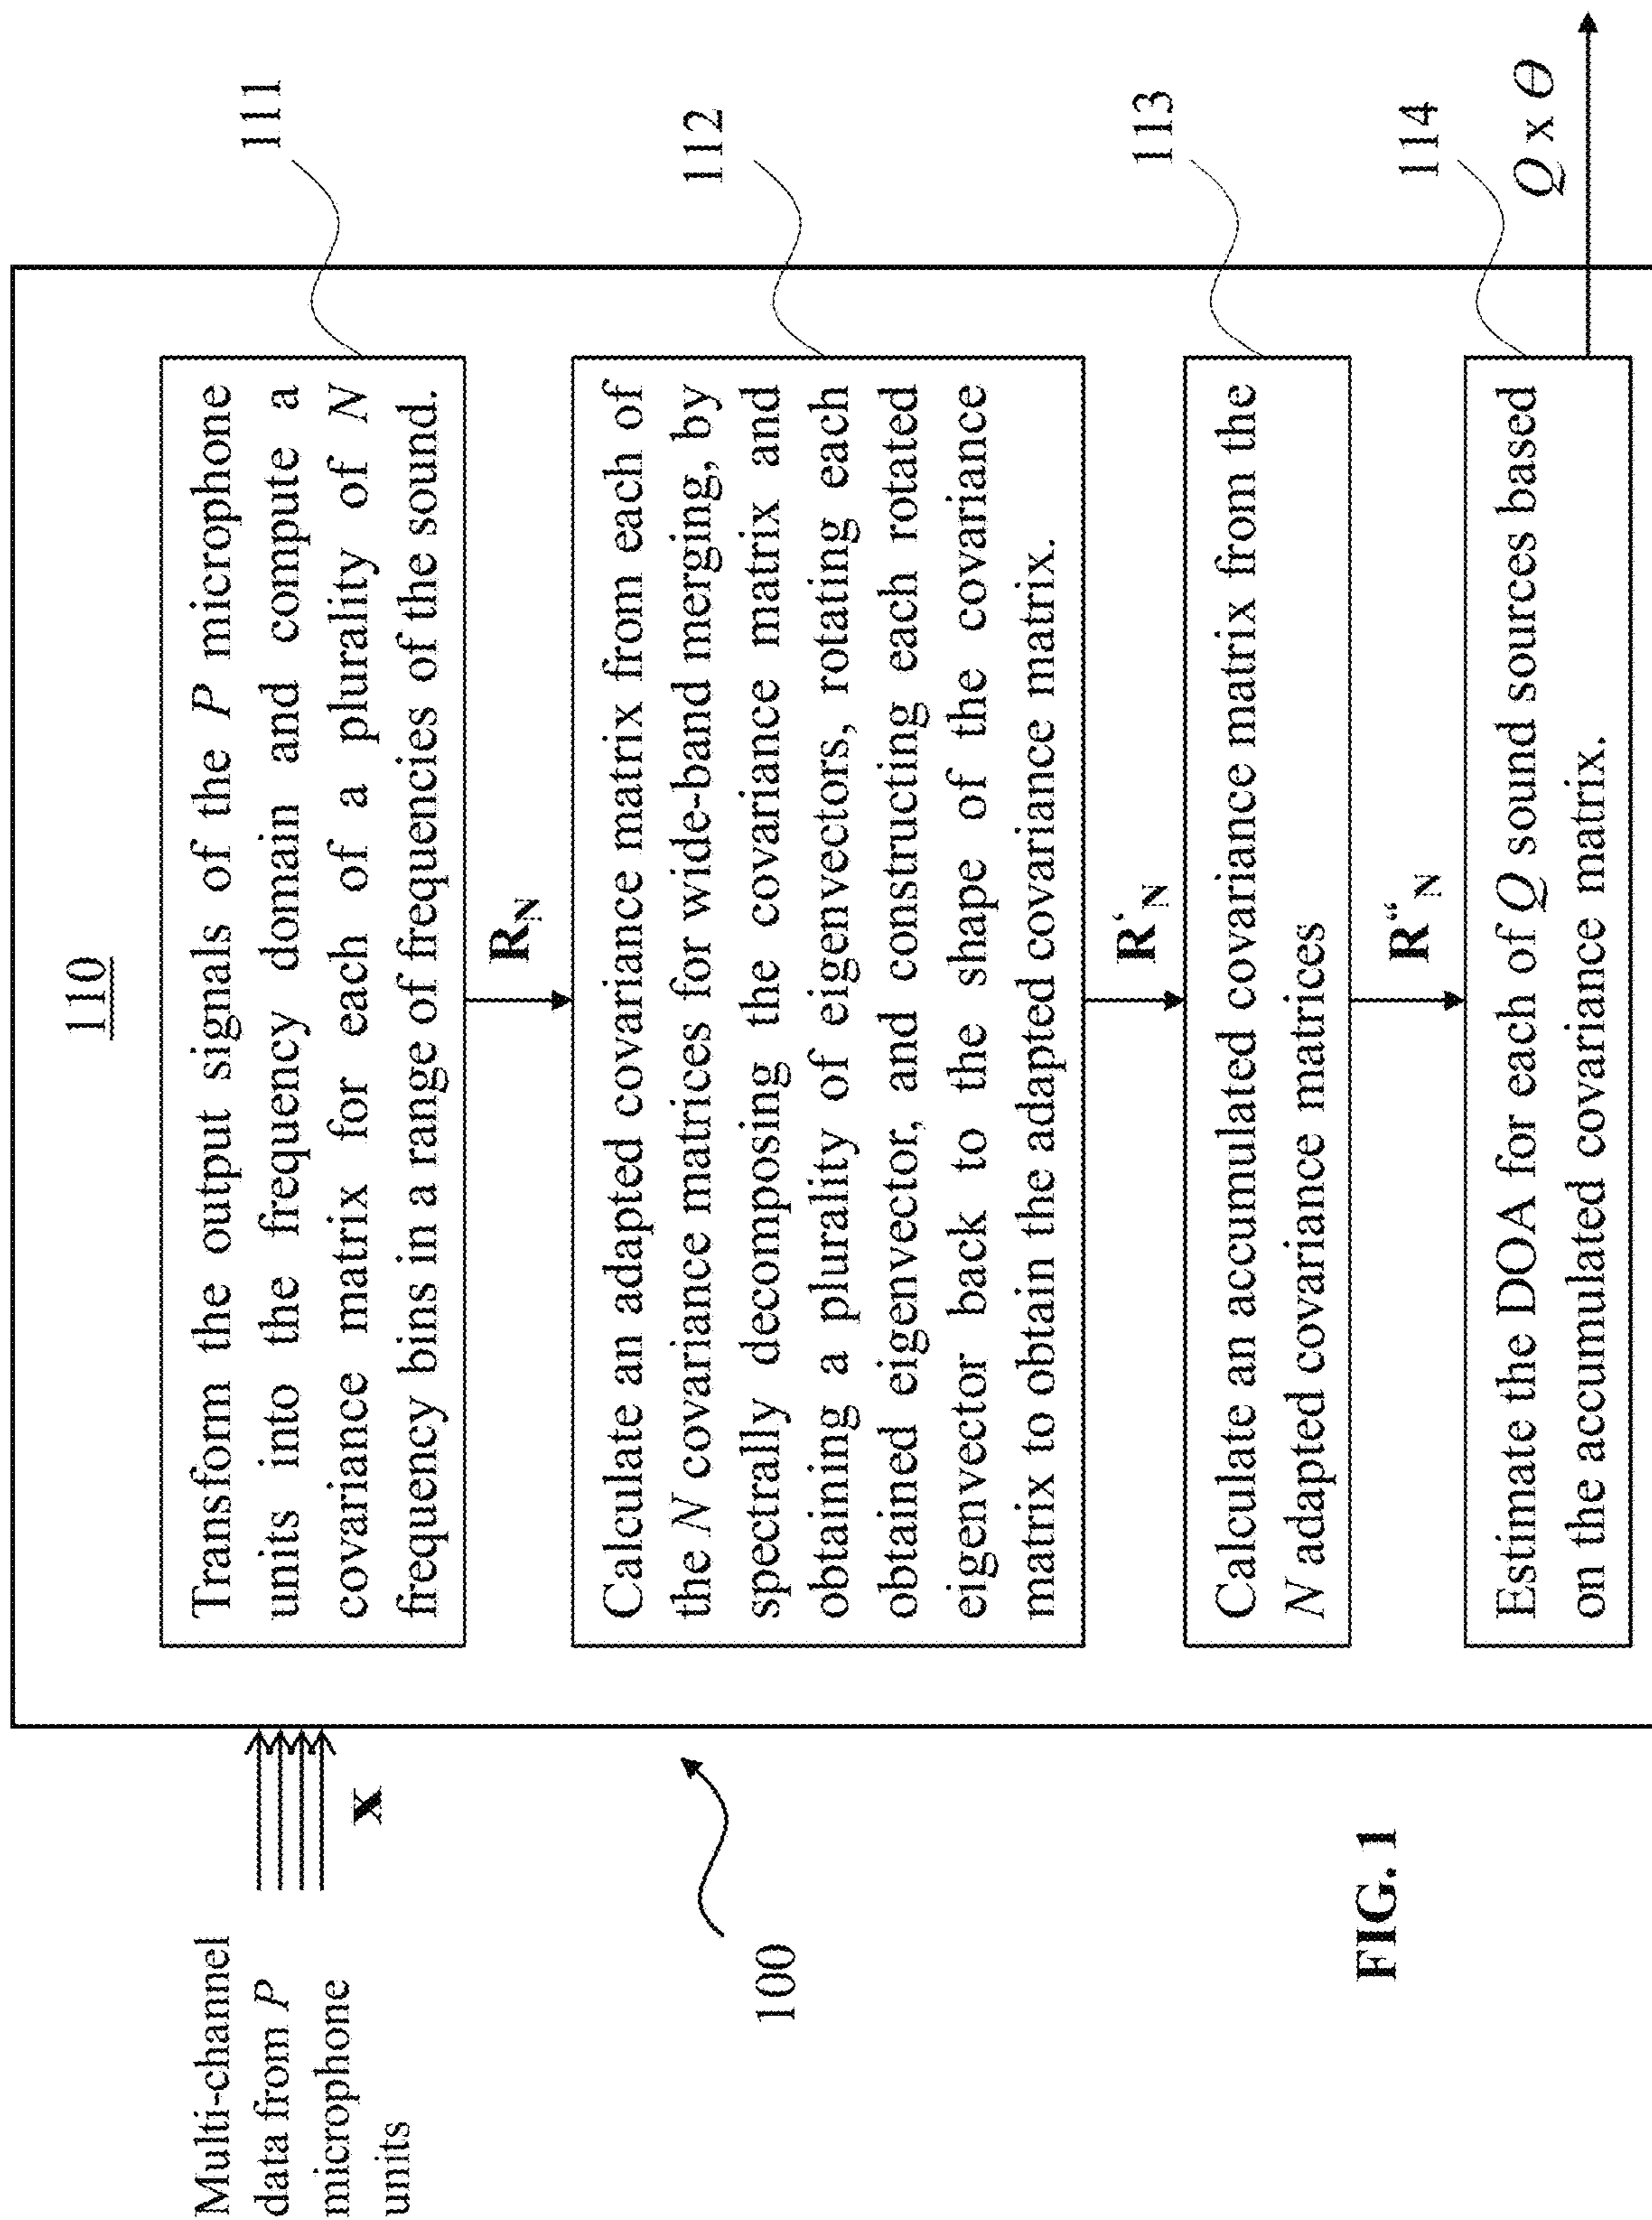 110
Multi-channel
data from P
microphone
units
x
Transform the output signals of the P microphone
units into the frequency domain and compute a
covariance matrix for each of a plurality of N
frequency bins in a range of frequencies of the sound.
111
R_N
Calculate an adapted covariance matrix from each of
the N covariance matrices for wide-band merging, by
spectrally decomposing the covariance matrix and
obtaining a plurality of eigenvectors, rotating each
obtained eigenvector, and constructing each rotated
eigenvector back to the shape of the covariance
matrix to obtain the adapted covariance matrix.
112
R‘_N
Calculate an accumulated covariance matrix from the
N adapted covariance matrices
113
R“_N
Estimate the DOA for each of Q sound sources based
on the accumulated covariance matrix.
114
Q x θ
100
FIG. 1